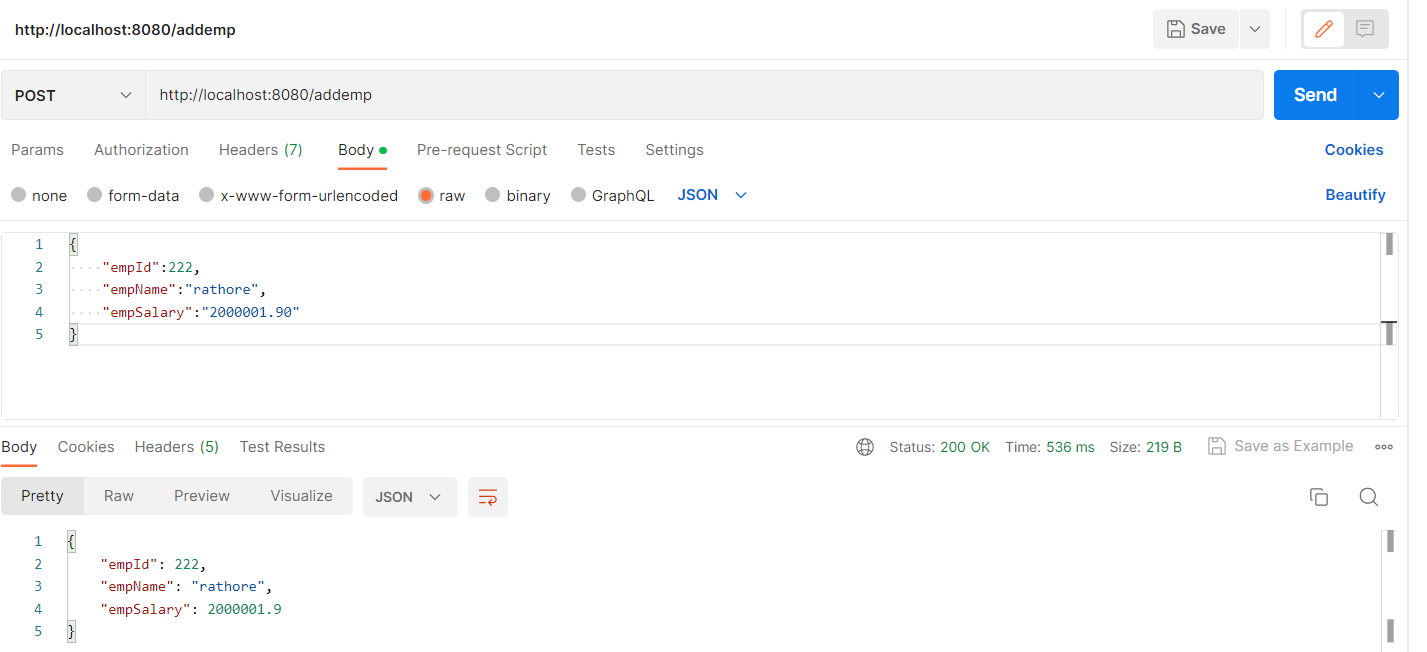 http://localhost:8080/addemp Save
POST http://localhost:8080/addemp Send
Params Authorization Headers (7) Body Pre-request Script Tests Settings Cookies
none form-data x-www-form-urlencoded raw binary GraphQL JSON Beautify
1 {
2 ····"empId":222,
3 ····"empName":"rathore",
4 ····"empSalary":"2000001.90"
5 }
Body Cookies Headers (5) Test Results Status: 200 OK Time: 536 ms Size: 219 B Save as Example
Pretty Raw Preview Visualize JSON
1 {
2 "empId": 222,
3 "empName": "rathore",
4 "empSalary": 2000001.9
5 }